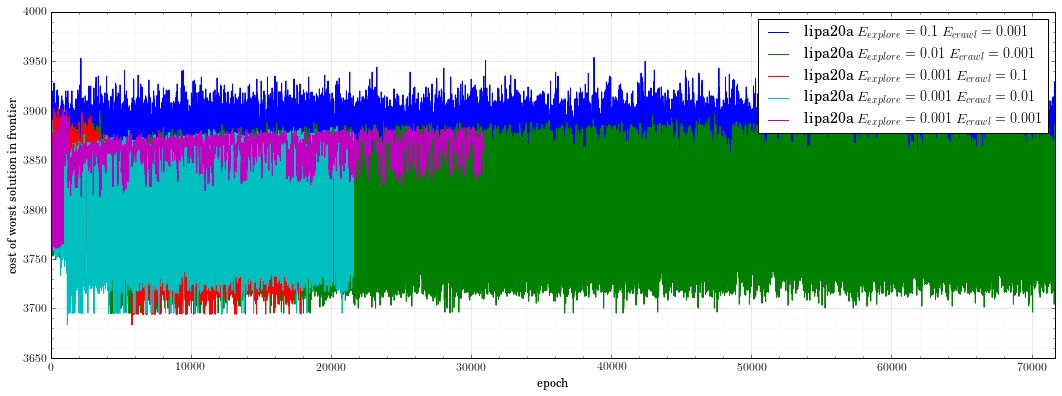 4000
3950
3900
3850
3800
3750
3700
3650
cost of worst solution in frontier
lipa20a E_explore = 0.1 E_crawl = 0.001
lipa20a E_explore = 0.01 E_crawl = 0.001
lipa20a E_explore = 0.001 E_crawl = 0.1
lipa20a E_explore = 0.001 E_crawl = 0.01
lipa20a E_explore = 0.001 E_crawl = 0.001
0 10000 20000 30000 40000 50000 60000 70000
epoch